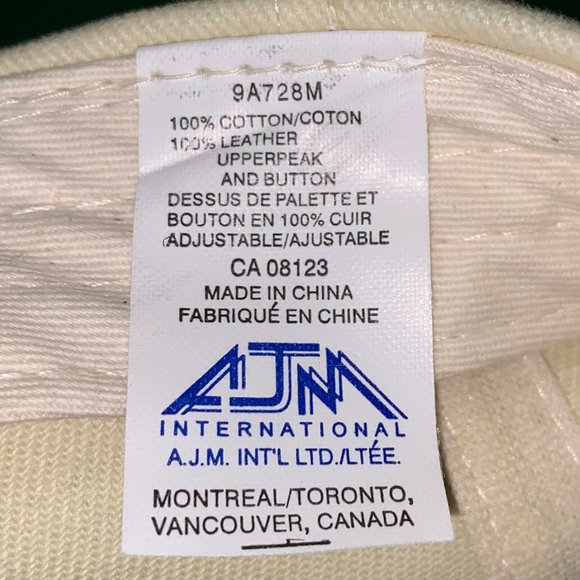 9A728M
100% COTTON/COTON
100% LEATHER
UPPERPEAK
AND BUTTON
DESSUS DE PALETTE ET
BOUTON EN 100% CUIR
ADJUSTABLE/AJUSTABLE
CA 08123
MADE IN CHINA
FABRIQUÉ EN CHINE
AJM
INTERNATIONAL
A.J.M. INT'L LTD./LTÉE.
MONTREAL/TORONTO,
VANCOUVER, CANADA